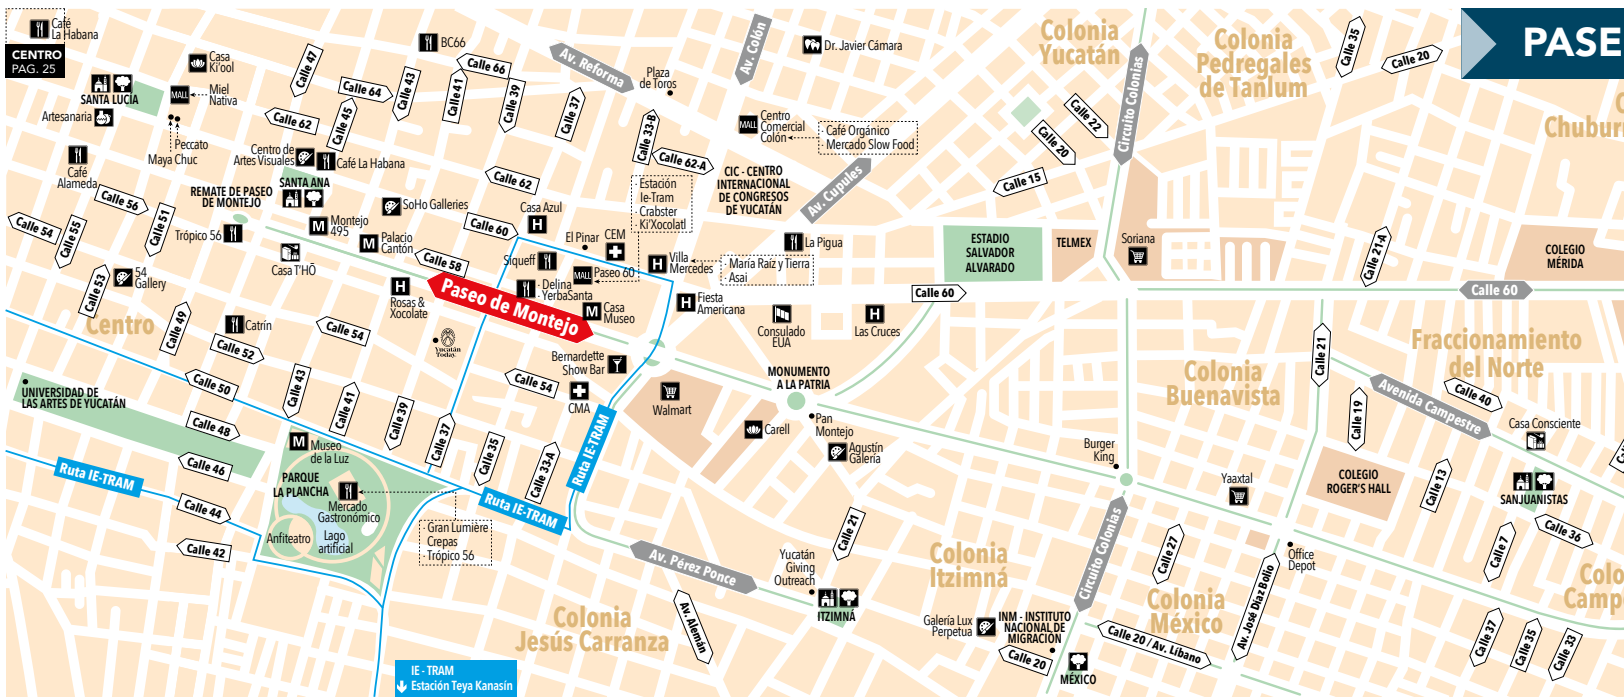 Café
La Habana
CENTRO
PAG. 25
Casa
Ki'ool
SANTA LUCÍA
MALL
Miel
Nativa
Artesanaria
Peccato
Maya Chuc
Café
Alameda
Centro de
Artes Visuales
Café La Habana
SANTA ANA
REMATE DE PASEO
DE MONTEJO
Trópico 56
Casa T'HŌ
M
Montejo
495
M
Palacio
Cantón
SoHo Galleries
BC66
Calle 47
Calle 64
Calle 43
Calle 66
Calle 41
Calle 39
Calle 37
Calle 62
Calle 45
Calle 56
Calle 51
Calle 54
Calle 55
Calle 53
54
Gallery
Centro
Calle 49
Catrín
Calle 52
Calle 54
Calle 50
Calle 58
Calle 60
Calle 62
Casa Azul
H
El Pinar
CEM
Siqueff
MALL
Paseo 60
· Delina
· YerbaSanta
M
Casa
Museo
H
Rosas &
Xocolate
Yucatán
Today
Paseo de Montejo
Av. Reforma
Plaza
de Toros
Calle 33-B
Calle 62-A
· Estación
Ie-Tram
· Crabster
· Ki'Xocolatl
H
Villa
Mercedes
· María Raíz y Tierra
· Asai
H
Fiesta
Americana
Av. Colón
Dr. Javier Cámara
MALL
Centro
Comercial
Colón
· Café Orgánico
· Mercado Slow Food
CIC - CENTRO
INTERNACIONAL
DE CONGRESOS
DE YUCATÁN
Av. Cupules
La Pigua
Consulado
EUA
H
Las Cruces
Calle 60
ESTADIO
SALVADOR
ALVARADO
TELMEX
Soriana
Calle 15
Calle 20
Calle 22
Colonia
Yucatán
Circuito Colonias
Colonia
Pedregales
de Tanlum
Calle 35
Calle 20
PASE
Chubur
Calle 21-A
COLEGIO
MÉRIDA
Calle 60
Fraccionamiento
del Norte
Calle 21
Colonia
Buenavista
Avenida Campestre
Calle 40
Calle 19
Casa Consciente
COLEGIO
ROGER'S HALL
Calle 13
SANJUANISTAS
Calle 36
Calle 7
Burger
King
Yaaxtal
Office
Depot
Bernardette
Show Bar
CMA
Calle 54
Walmart
MONUMENTO
A LA PATRIA
Carell
Pan
Montejo
Agustín
Galería
UNIVERSIDAD DE
LAS ARTES DE YUCATÁN
Calle 48
Calle 46
Calle 43
Calle 41
Calle 39
Calle 37
Calle 35
Calle 33-A
Ruta IE-TRAM
Ruta IE-TRAM
Ruta IE-TRAM
Calle 44
Calle 42
M
Museo
de la Luz
PARQUE
LA PLANCHA
Mercado
Gastronómico
Anfiteatro
Lago
artificial
· Gran Lumière
Crepas
· Trópico 56
Av. Pérez Ponce
Colonia
Jesús Carranza
Av. Alemán
IE - TRAM
Estación Teya Kanasín
Yucatán
Giving
Outreach
ITZIMNÁ
Calle 21
Colonia
Itzimná
Galería Lux
Perpetua
INM - INSTITUTO
NACIONAL DE
MIGRACIÓN
Calle 20
MÉXICO
Circuito Colonias
Calle 27
Colonia
México
Calle 20 / Av. Líbano
Av. José Díaz Bolio
Colo
Camp
Calle 37
Calle 35
Calle 33